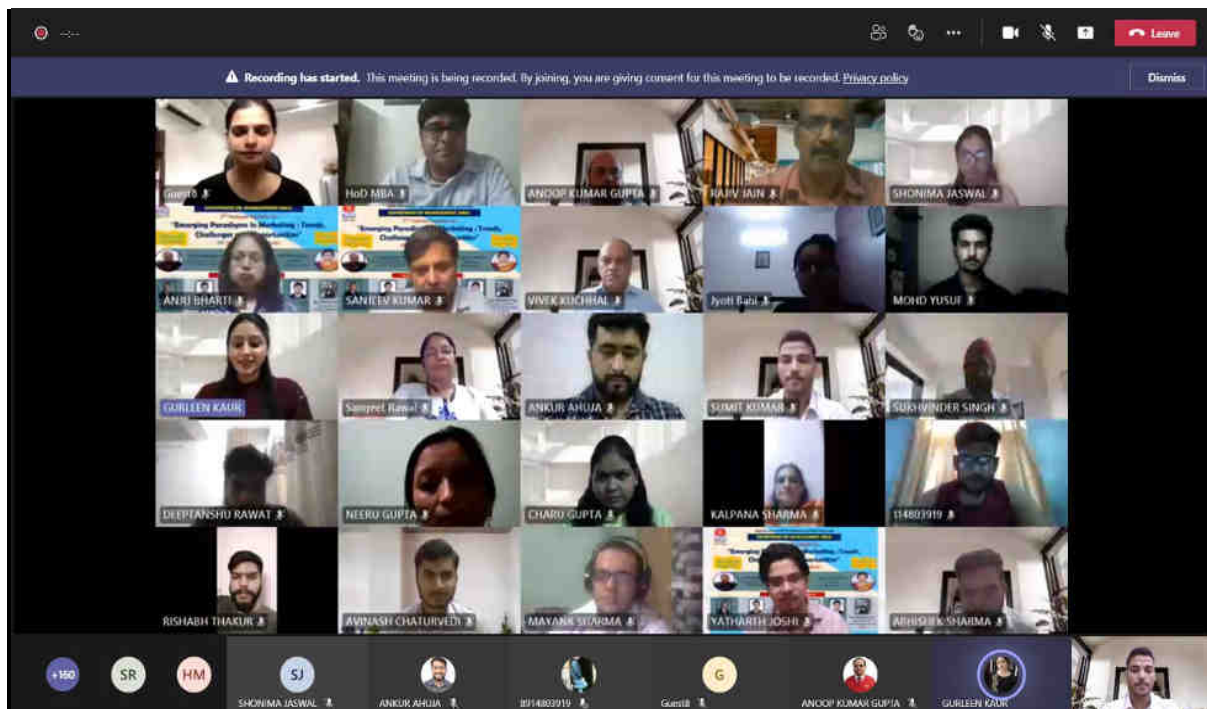 --:--
Leave
Recording has started. This meeting is being recorded. By joining, you are giving consent for this meeting to be recorded. Privacy policy
Dismiss
Guest8
HoD MBA
ANOOP KUMAR GUPTA
RAJIV JAIN
SHONIMA JASWAL
"Emerging Paradigms in Marketing - Trends,
Challenges
ANJU BHARTI
SANJEEV KUMAR
VIVEK KUCHHAL
Jyoti
MOHD YUSUF
GURLEEN KAUR
Rawal
ANKUR AHUJA
SUMIT KUMAR
SUKHVINDER SINGH
DEEPTANSHU RAWAT
NEERU GUPTA
CHARU GUPTA
KALPANA SHARMA
RISHABH THAKUR
AVINASH CHATURVEDI
MAYANK SHARMA
YATHARTH JOSHI
ABHISHEK SHARMA
+160
SR
HM
SJ
G
SHONIMA JASWAL
ANKUR AHUJA
Guest8
ANOOP KUMAR GUPTA
GURLEEN KAUR